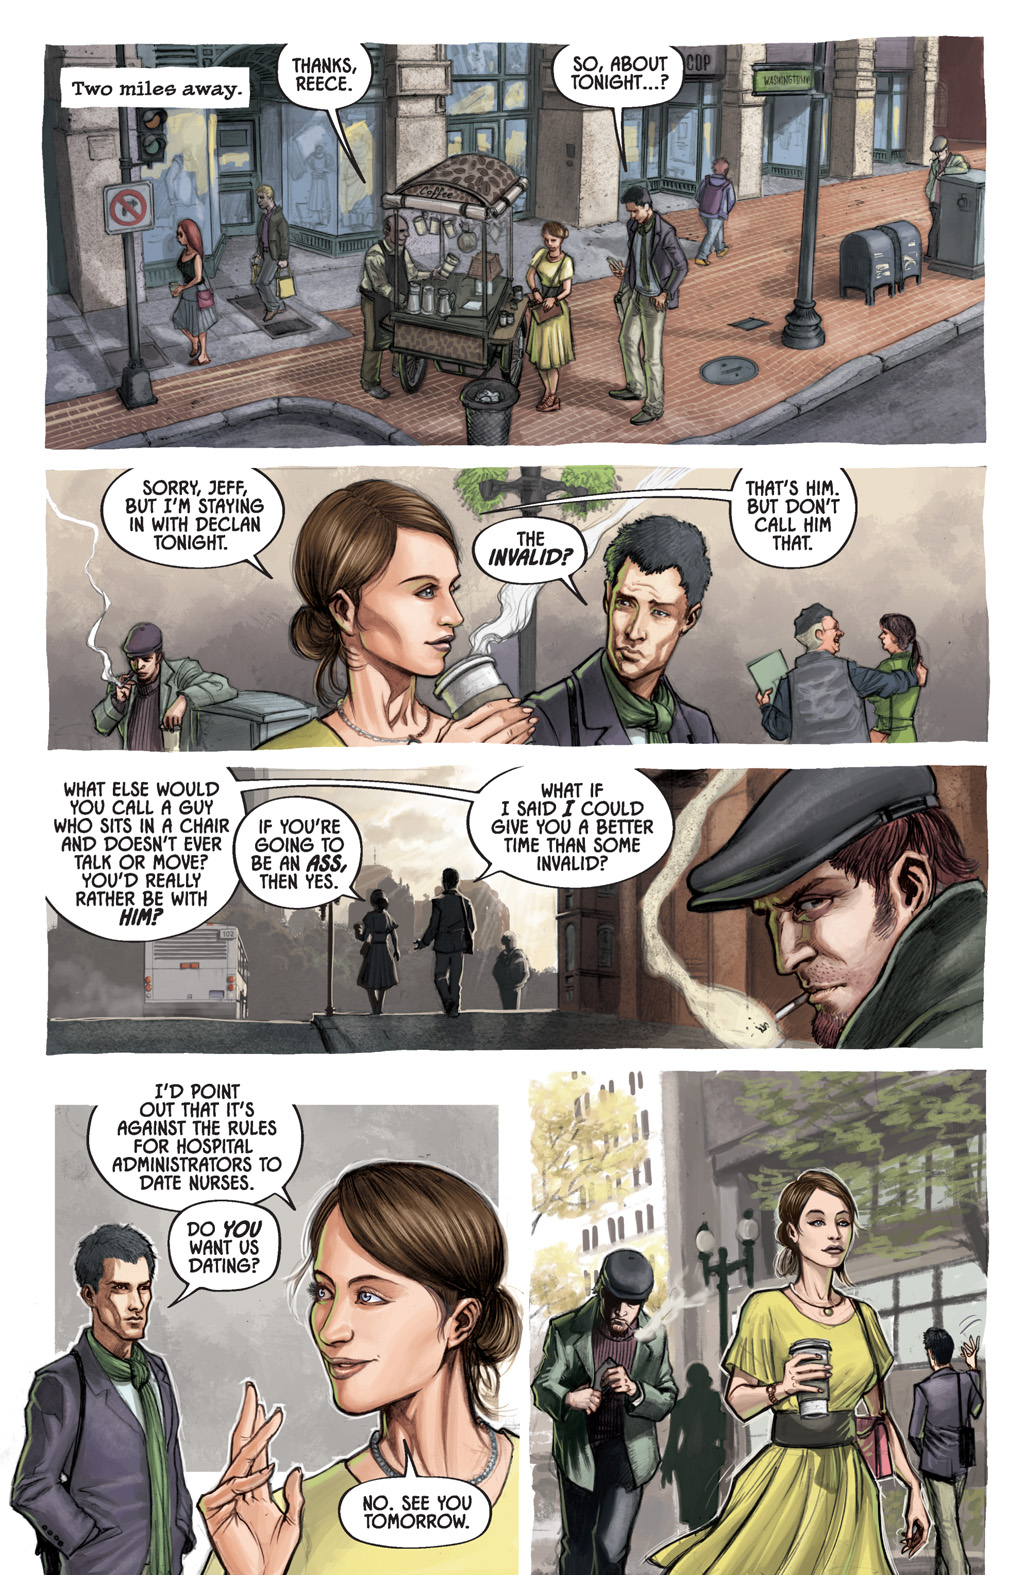 Two miles away.
THANKS,
REECE.
SO, ABOUT
TONIGHT...?
COP
WASHINGTON
Coffee
SORRY, JEFF,
BUT I'M STAYING
IN WITH DECLAN
TONIGHT.
THE
INVALID?
THAT'S HIM.
BUT DON'T
CALL HIM
THAT.
WHAT ELSE WOULD
YOU CALL A GUY
WHO SITS IN A CHAIR
AND DOESN'T EVER
TALK OR MOVE?
YOU'D REALLY
RATHER BE WITH
HIM?
IF YOU'RE
GOING TO
BE AN ASS,
THEN YES.
WHAT IF
I SAID I COULD
GIVE YOU A BETTER
TIME THAN SOME
INVALID?
102
I'D POINT
OUT THAT IT'S
AGAINST THE RULES
FOR HOSPITAL
ADMINISTRATORS TO
DATE NURSES.
DO YOU
WANT US
DATING?
NO. SEE YOU
TOMORROW.